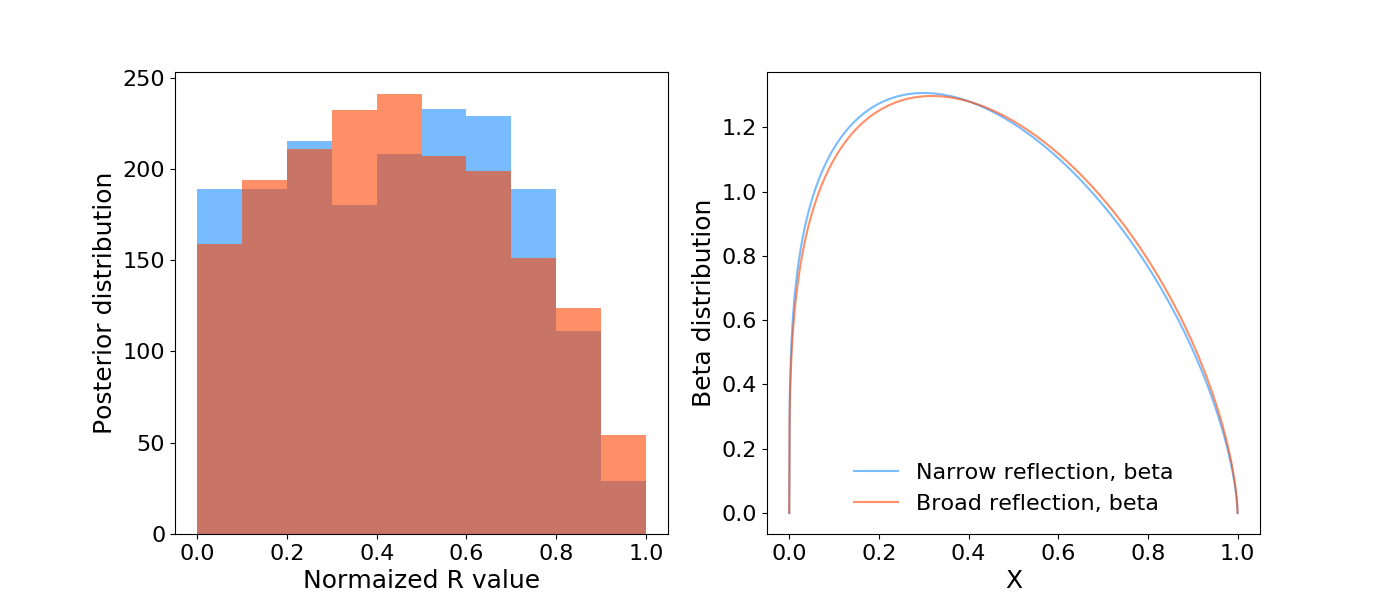 Posterior distribution
250
200
150
100
50
0
0.0 0.2 0.4 0.6 0.8 1.0
Normaized R value
Beta distribution
1.2
1.0
0.8
0.6
0.4
0.2
0.0
Narrow reflection, beta
Broad reflection, beta
0.0 0.2 0.4 0.6 0.8 1.0
X